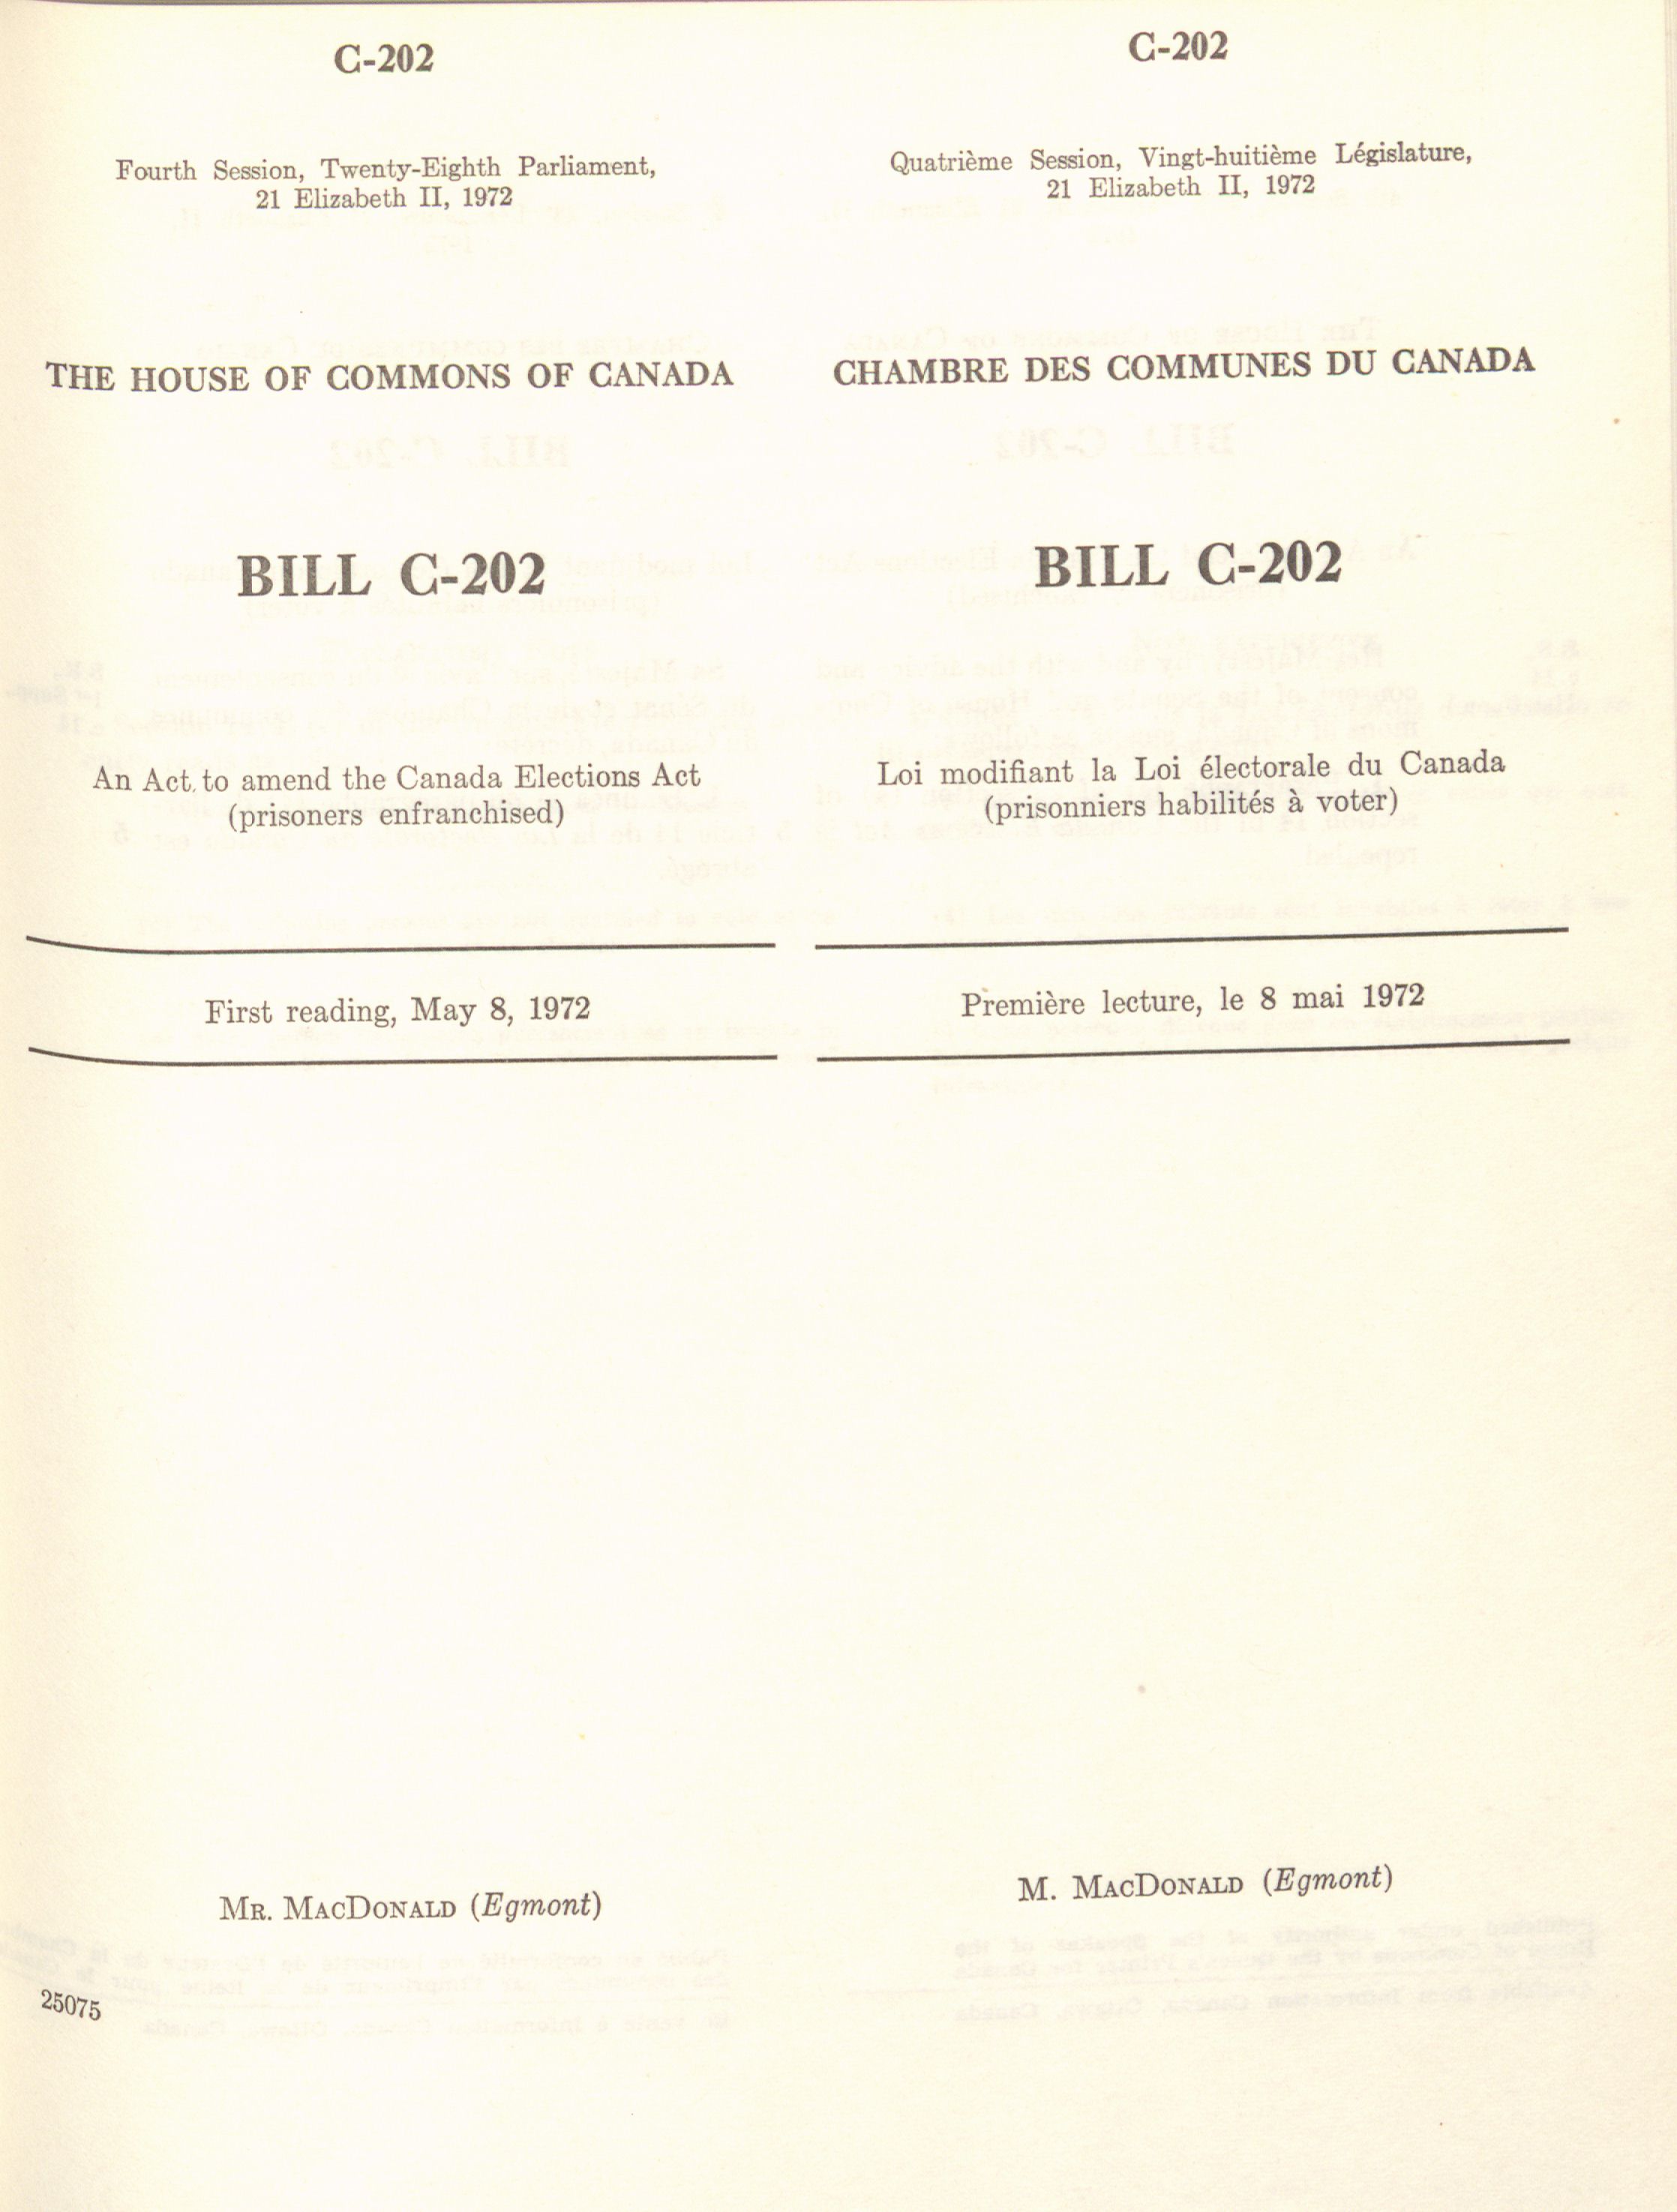 C-202
Fourth Session, Twenty-Eighth Parliament,
21 Elizabeth II, 1972
THE HOUSE OF COMMONS OF CANADA
BILL C-202
An Act to amend the Canada Elections Act
(prisoners enfranchised)
First reading, May 8, 1972
MR. MACDONALD (Egmont)
25075
C-202
Quatrième Session, Vingt-huitième Législature,
21 Elizabeth II, 1972
CHAMBRE DES COMMUNES DU CANADA
BILL C-202
Loi modifiant la Loi électorale du Canada
(prisonniers habilités à voter)
Première lecture, le 8 mai 1972
M. MACDONALD (Egmont)